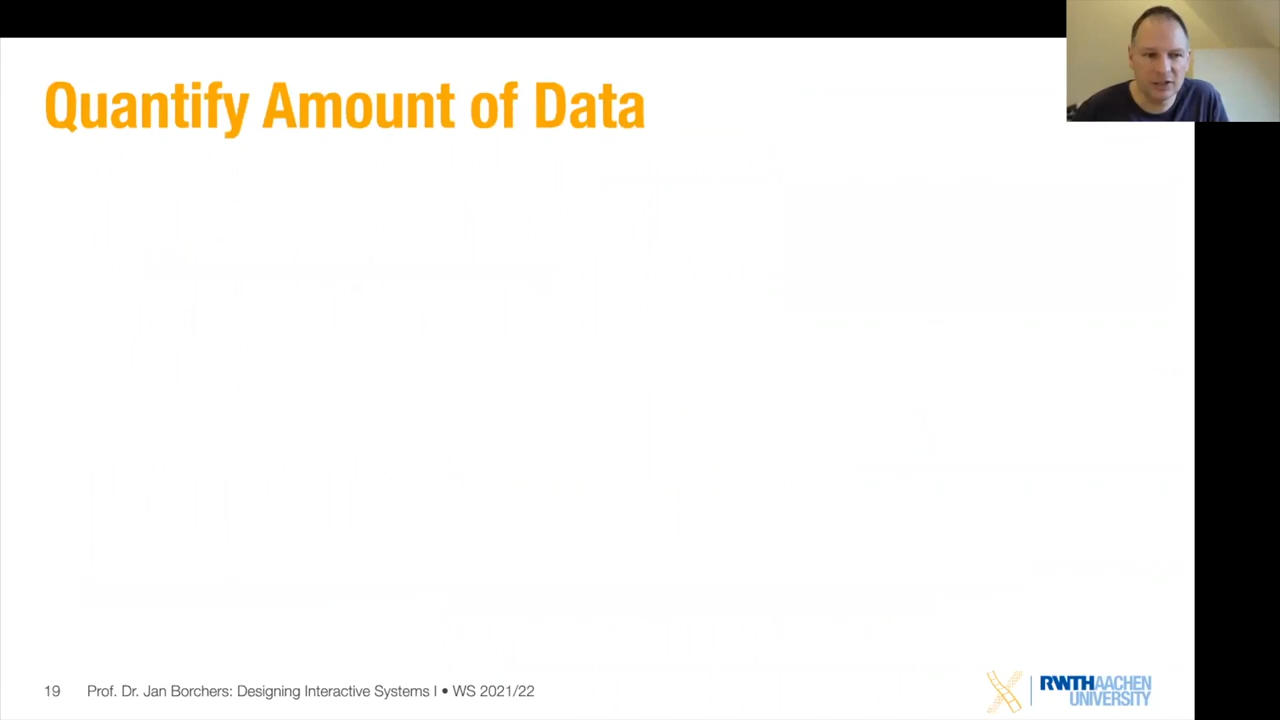 Quantify Amount of Data
19 Prof. Dr. Jan Borchers: Designing Interactive Systems I • WS 2021/22
RWTHAACHEN
UNIVERSITY